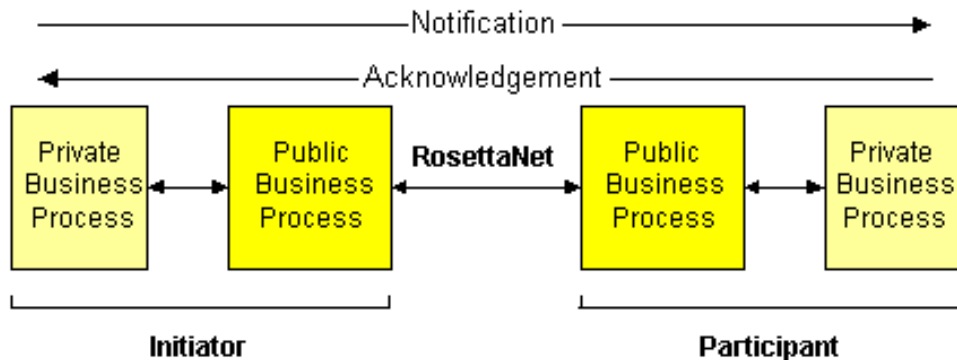 Notification
Acknowledgement
Private
Business
Process
Public
Business
Process
RosettaNet
Public
Business
Process
Private
Business
Process
Initiator
Participant